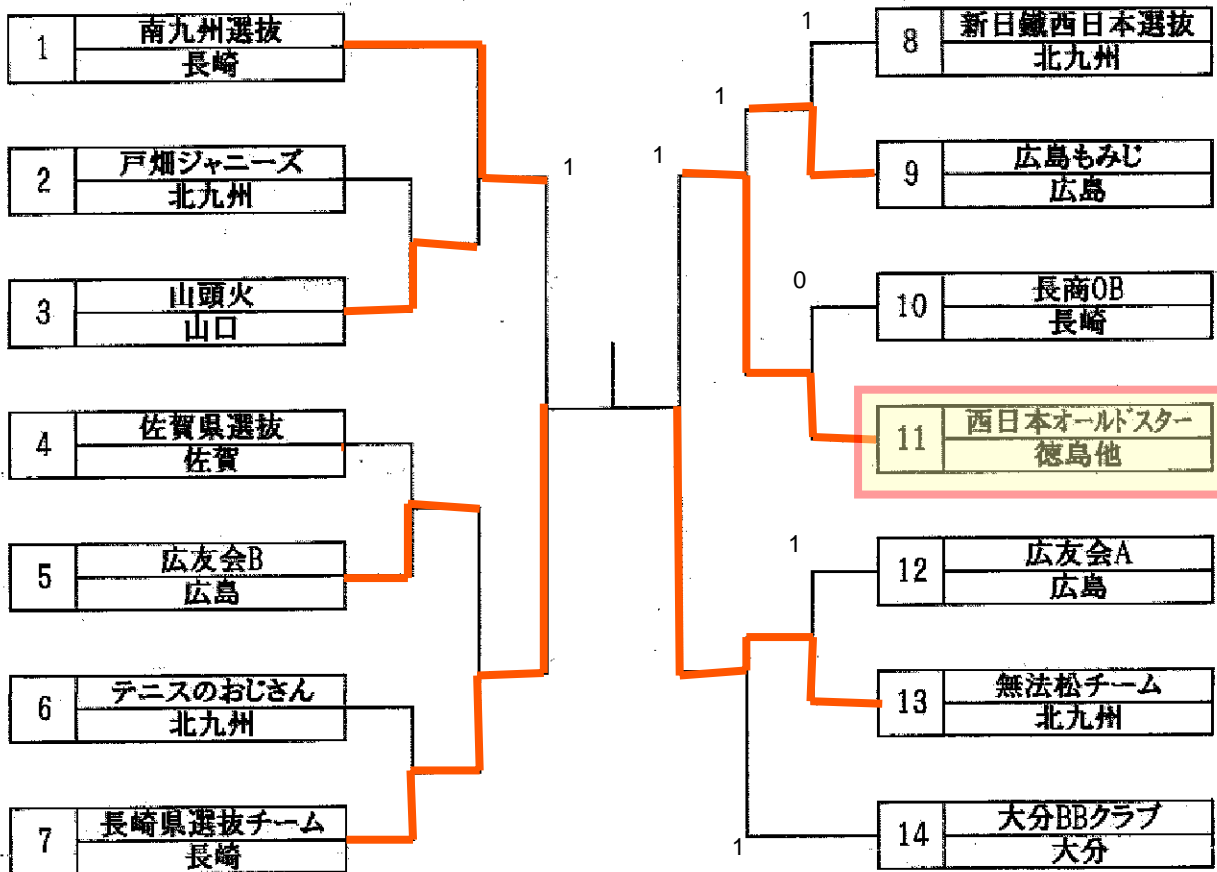 1
南九州選抜
長崎
2
戸畑ジャニーズ
北九州
3
山頭火
山口
4
佐賀県選抜
佐賀
5
広友会B
広島
6
テニスのおじさん
北九州
7
長崎県選抜チーム
長崎
1
1
1
1
0
1
1
8
新日鐵西日本選抜
北九州
9
広島もみじ
広島
10
長商OB
長崎
11
西日本オールドスター
徳島他
12
広友会A
広島
13
無法松チーム
北九州
14
大分BBクラブ
大分